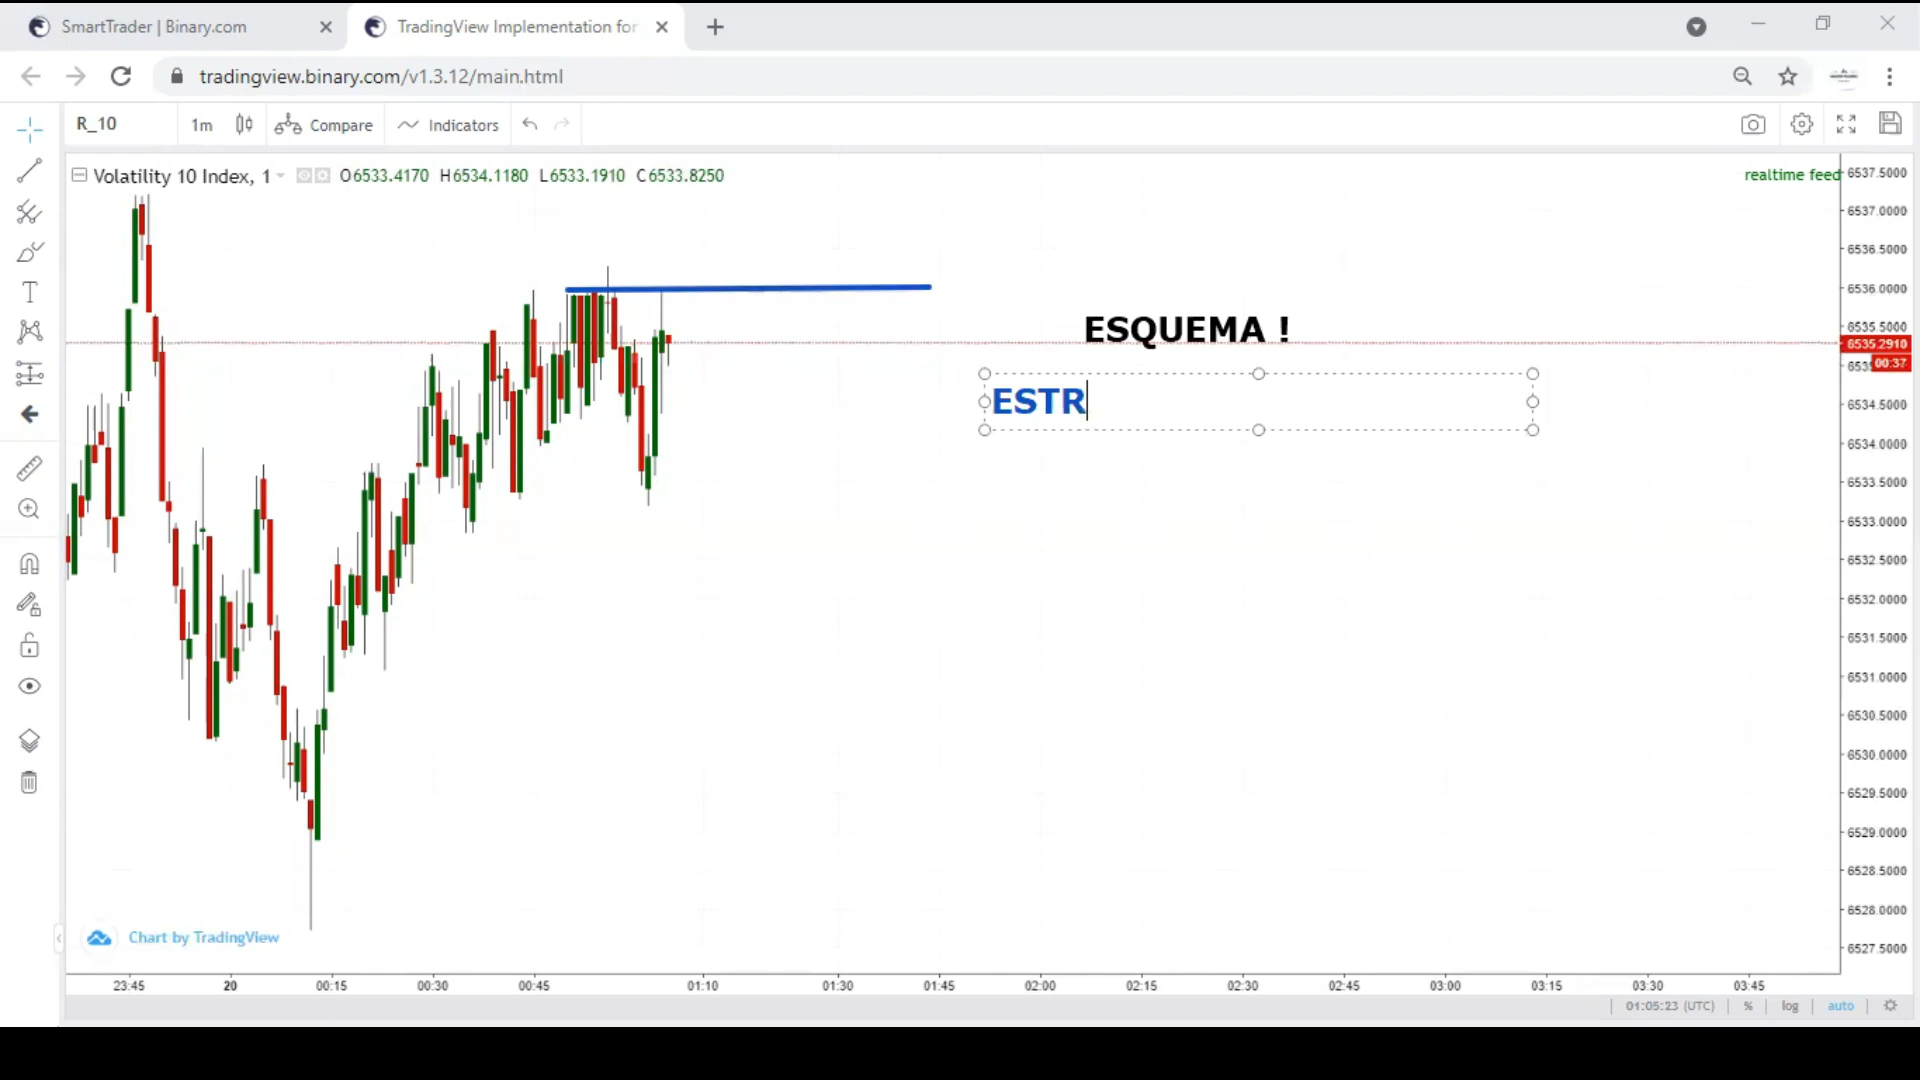 SmartTrader | Binary.com
TradingView Implementation for
tradingview.binary.com/v1.3.12/main.html
R_10
1m
Compare
Indicators
Volatility 10 Index, 1
O6533.4170 H6534.1180 L6533.1910 C6533.8250
realtime feed
ESQUEMA !
ESTR
6537.5000
6537.0000
6536.5000
6536.0000
6535.5000
6535.2910
00:37
6534.5000
6534.0000
6533.5000
6533.0000
6532.5000
6532.0000
6531.5000
6531.0000
6530.5000
6530.0000
6529.5000
6529.0000
6528.5000
6528.0000
6527.5000
Chart by TradingView
23:45 20 00:15 00:30 00:45 01:10 01:30 01:45 02:00 02:15 02:30 02:45 03:00 03:15 03:30 03:45
01:05:23 (UTC) % log auto